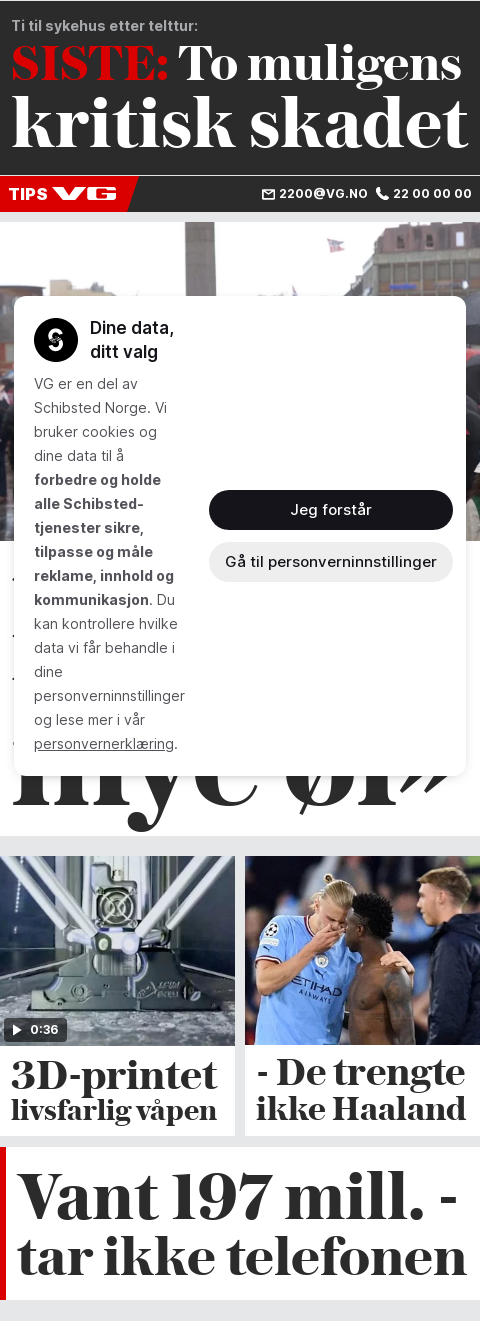 Ti til sykehus etter telttur:
SISTE: To muligens
kritisk skadet
TIPS VG
2200@VG.NO 22 00 00 00
Dine data,
ditt valg
VG er en del av
Schibsted Norge. Vi
bruker cookies og
dine data til å
forbedre og holde
alle Schibsted-
tjenester sikre,
tilpasse og måle
reklame, innhold og
kommunikasjon. Du
kan kontrollere hvilke
data vi får behandle i
dine
personverninnstillinger
og lese mer i vår
personvernerklæring.
Jeg forstår
Gå til personverninnstillinger
mye øl»
0:36
3D-printet
livsfarlig våpen
- De trengte
ikke Haaland
ETIHAD
AIRWAYS
Vant 197 mill. -
tar ikke telefonen